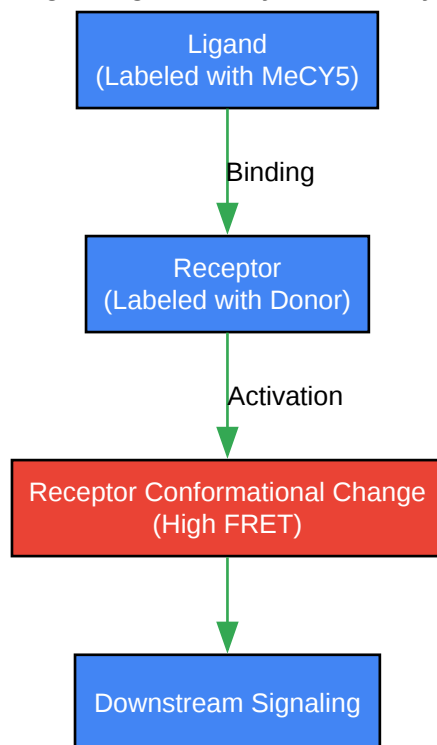 Ligand
(Labeled with MeCY5)
Binding
Receptor
(Labeled with Donor)
Activation
Receptor Conformational Change
(High FRET)
Downstream Signaling